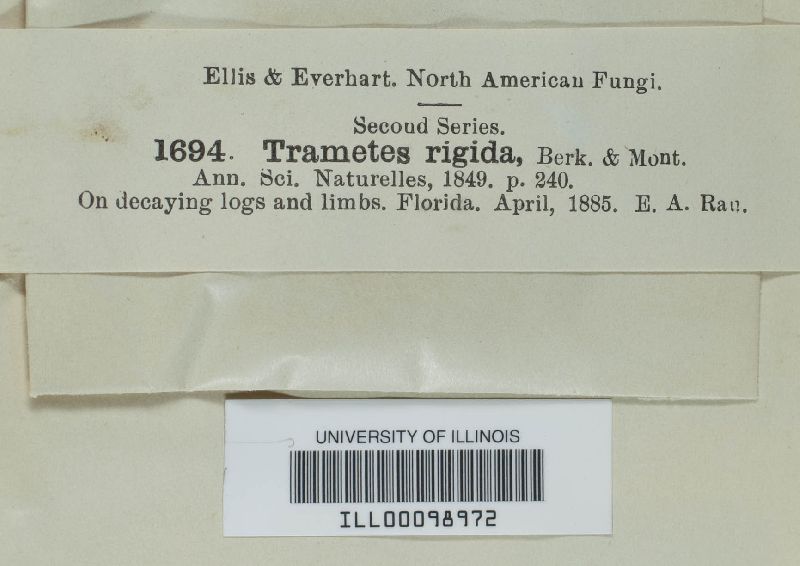 Ellis & Everhart. North American Fungi.
Second Series.
1694. Trametes rigida, Berk. & Mont.
Ann. Sci. Naturelles, 1849. p. 240.
On decaying logs and limbs. Florida. April, 1885. E. A. Rau.
UNIVERSITY OF ILLINOIS
ILL00098972